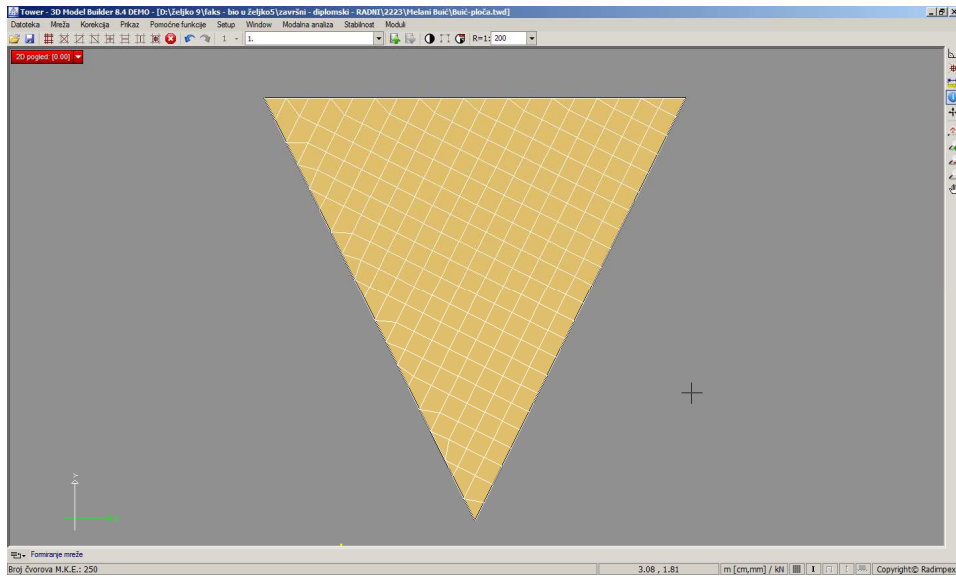 Tower - 3D Model Builder 8.4 DEMO - [D:\željko 9\faks - bio u željko5\završni - diplomski - RADNI\2223\Melani Buić\Buić-ploča.twd]
Datoteka Mreža Korekcija Prikaz Pomoćne funkcije Setup Window Modalna analiza Stabilnost Moduli
1 - 1. R=1: 200
2D pogled: [0.00]
Y
Formiranje mreže
Broj čvorova M.K.E.: 250 3.08 , 1.81 m [cm,mm] / kN Copyright© Radimpex